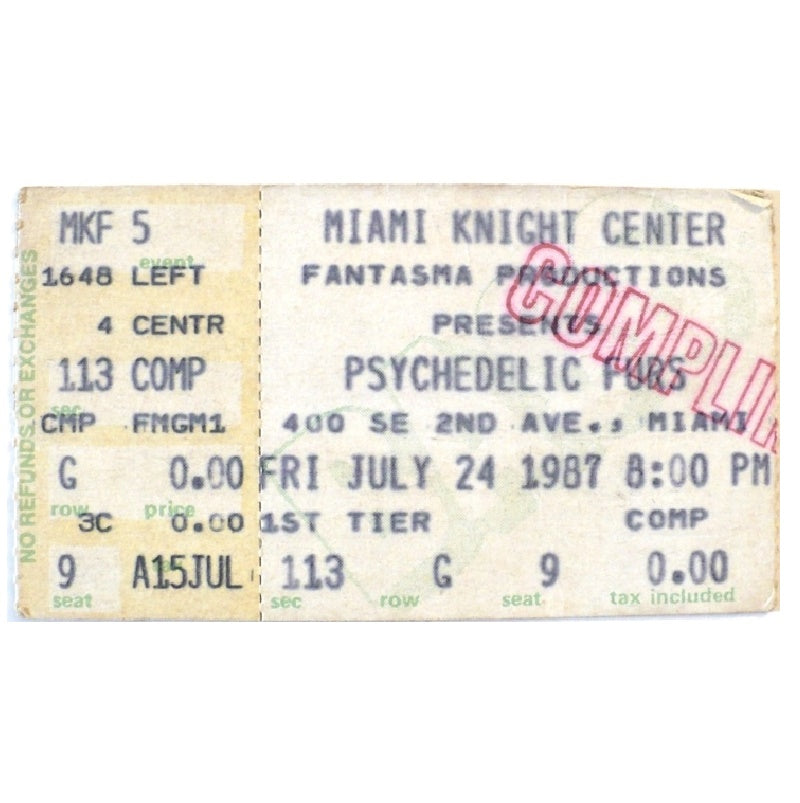 NO REFUNDS OR EXCHANGES
MKF 5
event
1648 LEFT
4 CENTR
113 COMP
sec
CMP FMGM1
G 0.00
row price
3C 0.00
9 A15JUL
seat
MIAMI KNIGHT CENTER
FANTASMA PRODUCTIONS
PRESENTS
PSYCHEDELIC FURS
400 SE 2ND AVE., MIAMI
FRI JULY 24 1987 8:00 PM
1ST TIER COMP
113 G 9 0.00
sec row seat tax included
COMPLI